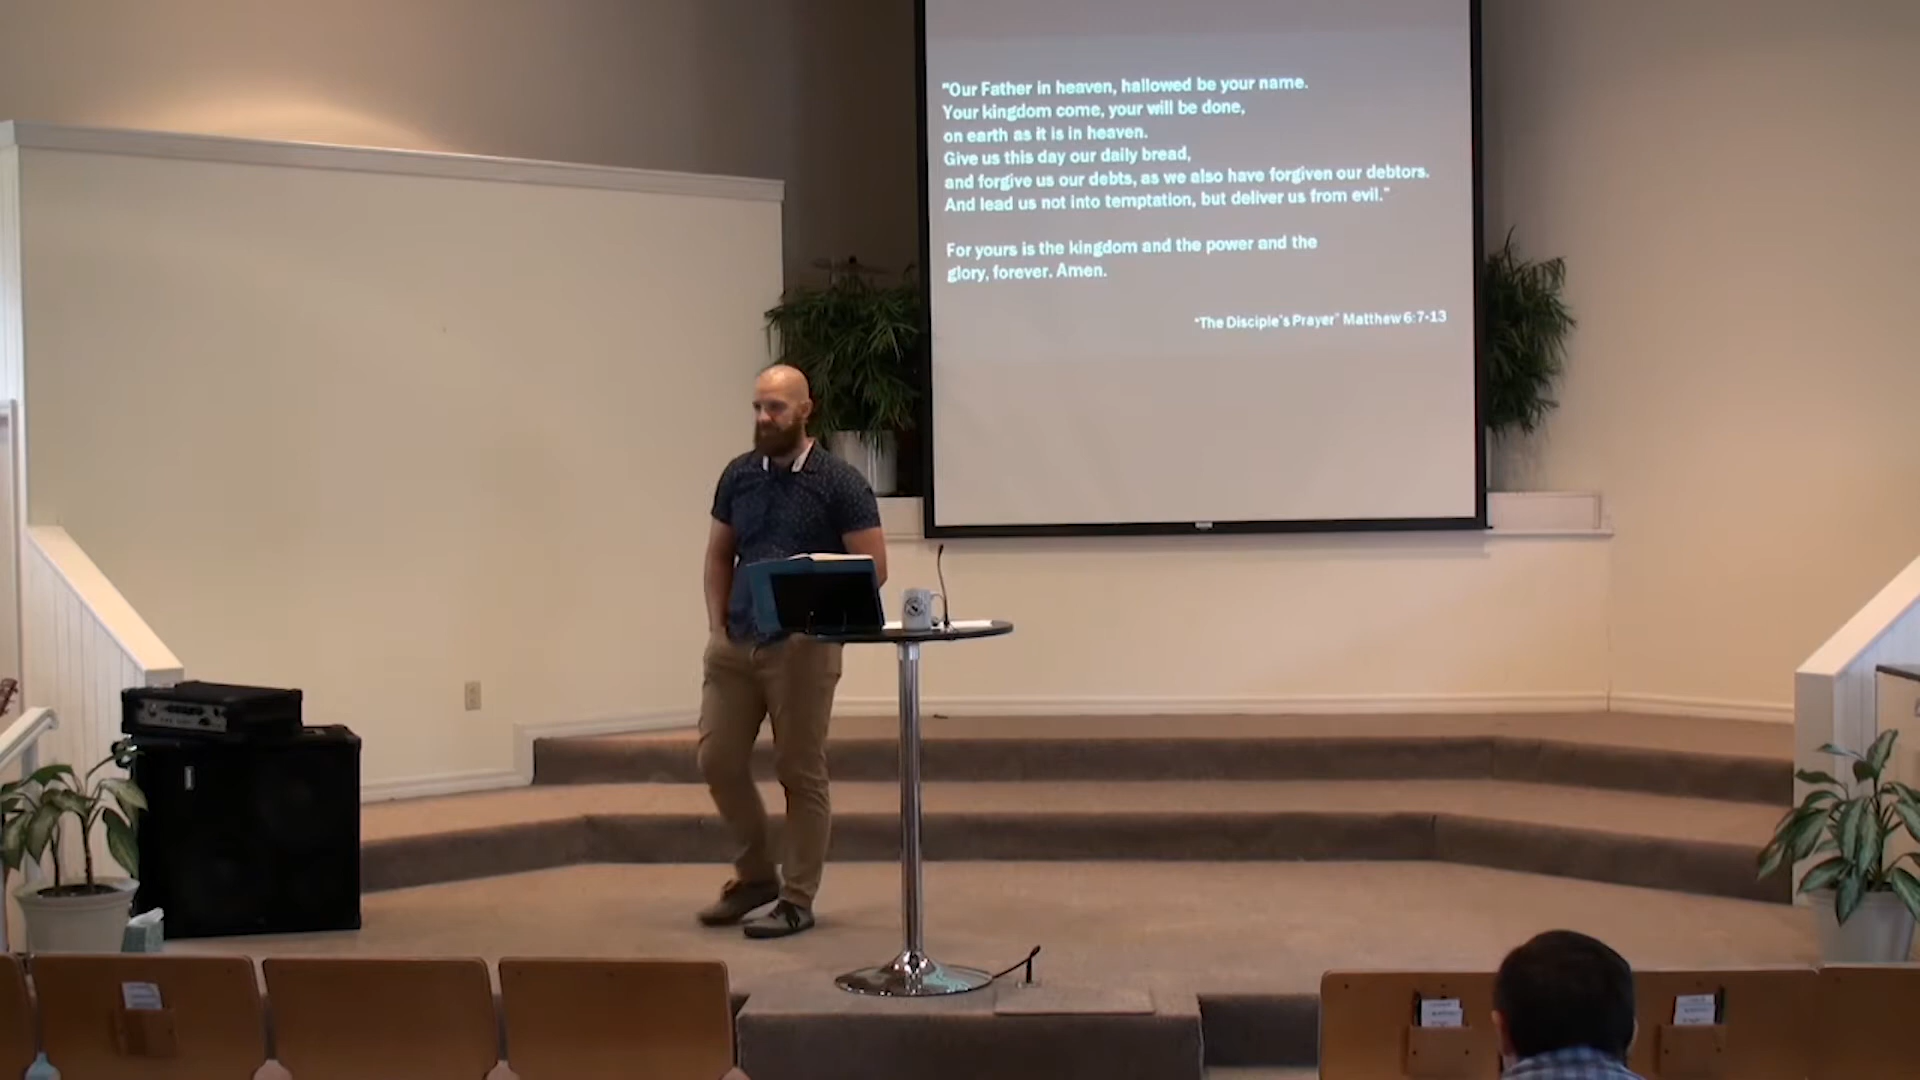 "Our Father in heaven, hallowed be your name.
Your kingdom come, your will be done,
on earth as it is in heaven.
Give us this day our daily bread,
and forgive us our debts, as we also have forgiven our debtors.
And lead us not into temptation, but deliver us from evil."
For yours is the kingdom and the power and the
glory, forever. Amen.
"The Disciple's Prayer" Matthew 6:7-13